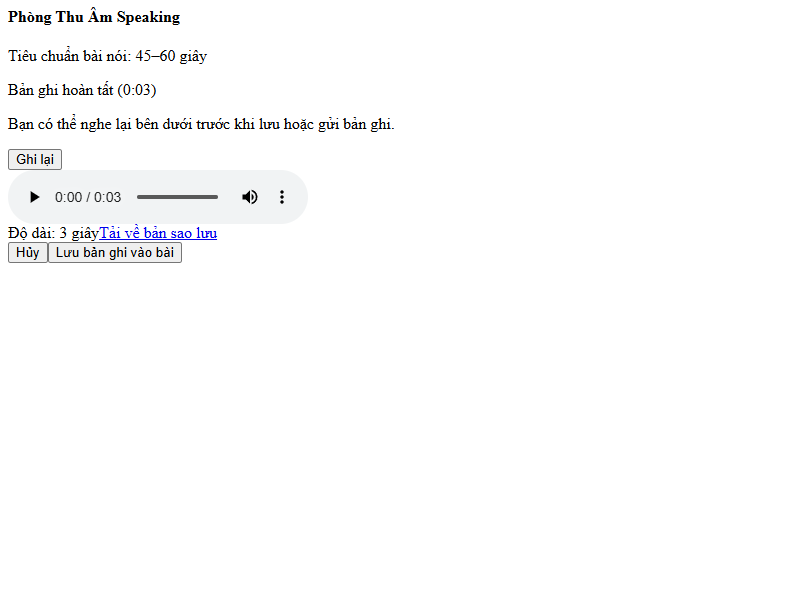 Phòng Thu Âm Speaking
Tiêu chuẩn bài nói: 45–60 giây
Bản ghi hoàn tất (0:03)
Bạn có thể nghe lại bên dưới trước khi lưu hoặc gửi bản ghi.
Ghi lại
0:00 / 0:03
Độ dài: 3 giâyTải về bản sao lưu
Hủy Lưu bản ghi vào bài